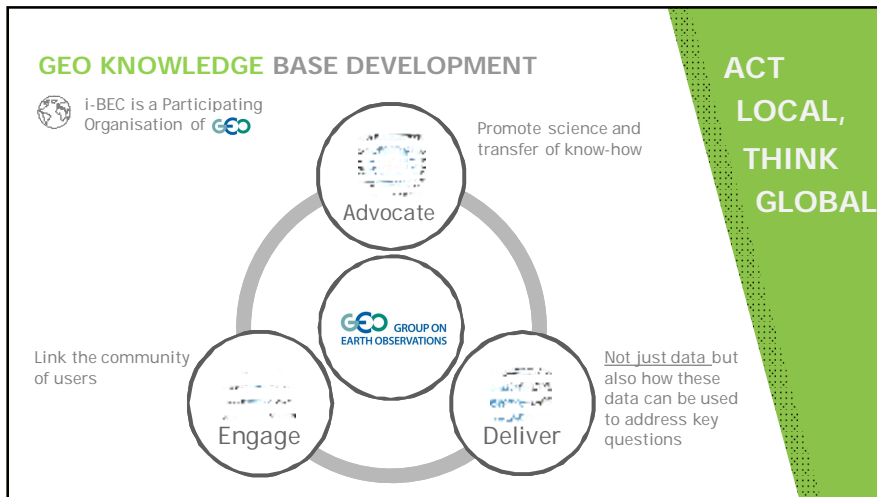 GEO KNOWLEDGE BASE DEVELOPMENT
i-BEC is a Participating
Organisation of GEO
Promote science and
transfer of know-how
Advocate
GEO GROUP ON
EARTH OBSERVATIONS
Link the community
of users
Engage
Deliver
Not just data but
also how these
data can be used
to address key
questions
ACT
LOCAL,
THINK
GLOBAL